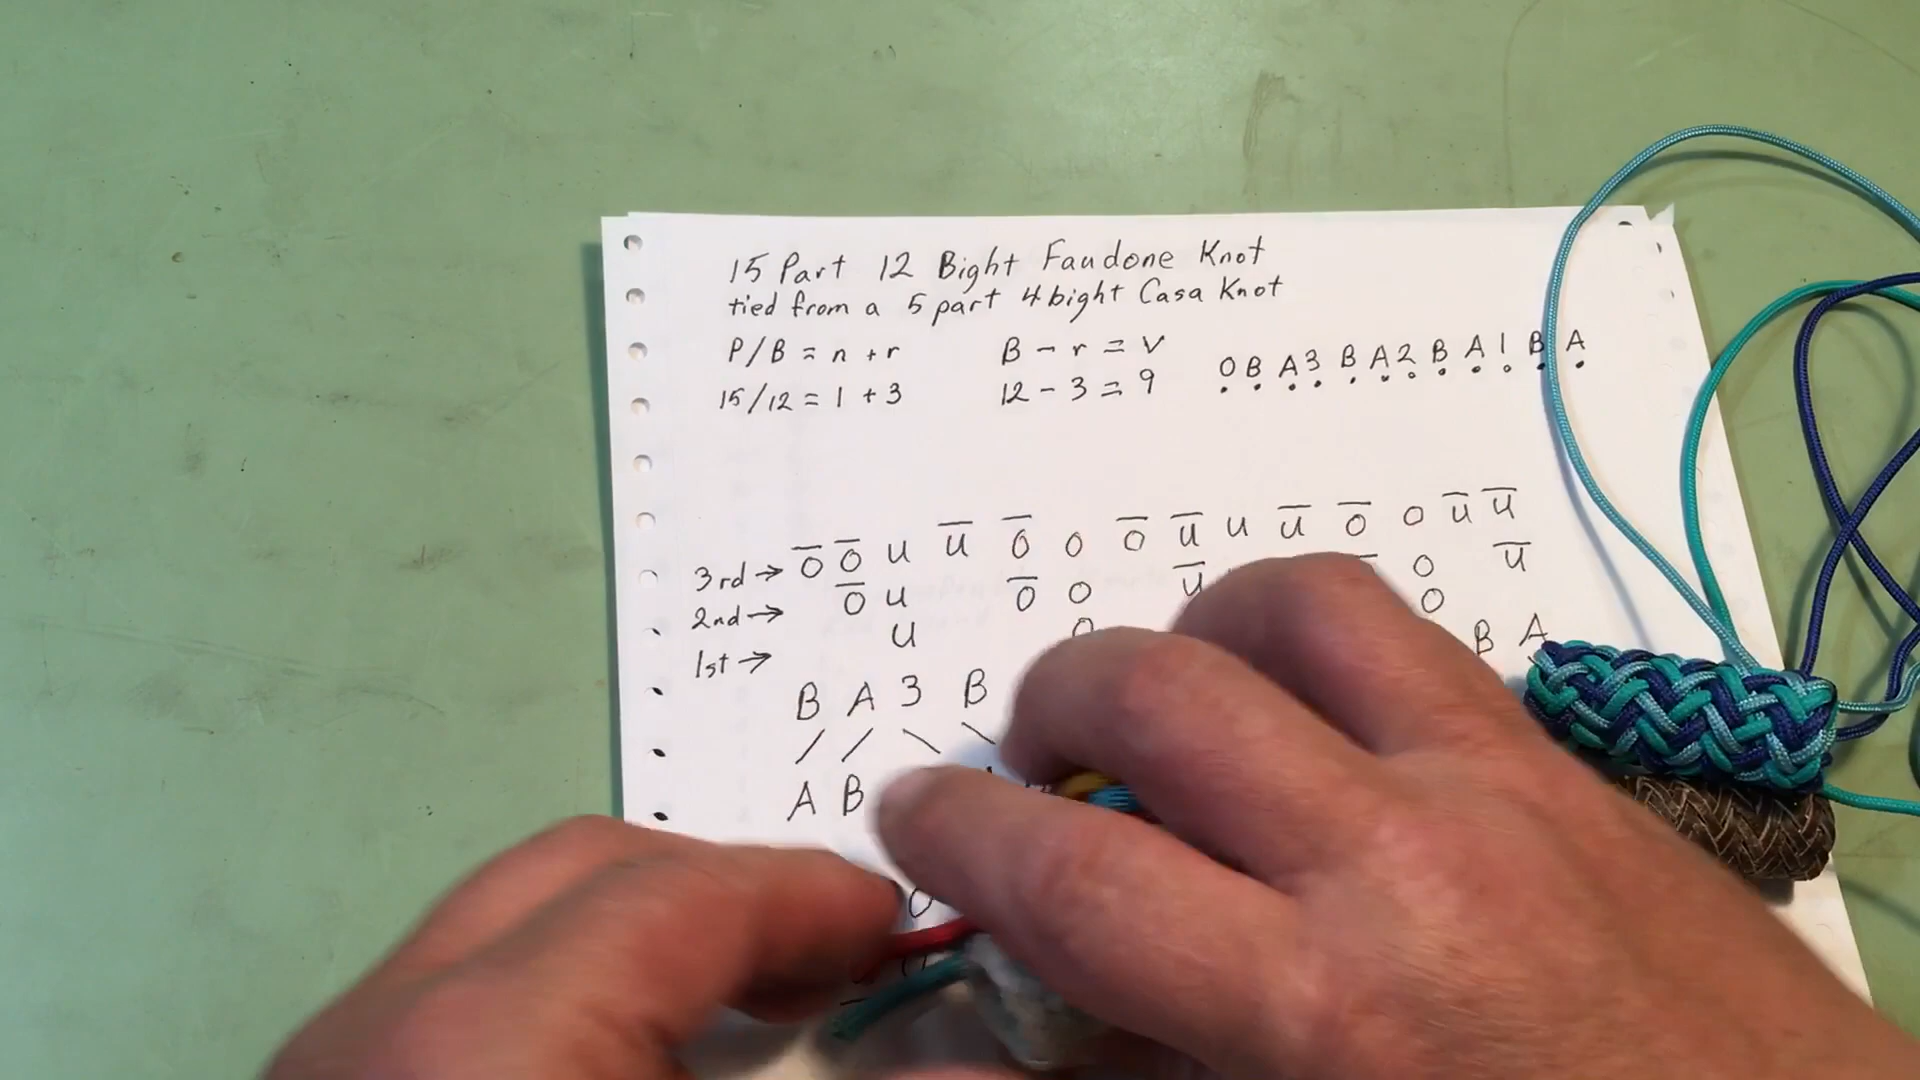 15 Part 12 Bight Faudone Knot
tied from a 5 part 4 bight Casa Knot
P/B = n + r B - r = V O B A 3 B A 2 B A 1 B A
15/12 = 1 + 3 12 - 3 = 9
3rd → O̅ O̅ u u̅ O̅ O O̅ u̅ u u̅ O̅ O u̅ u̅
2nd → O̅ u O̅ O u̅ O u̅
1st → u O O
B A 3 B B A
/ / \ \
A B
O